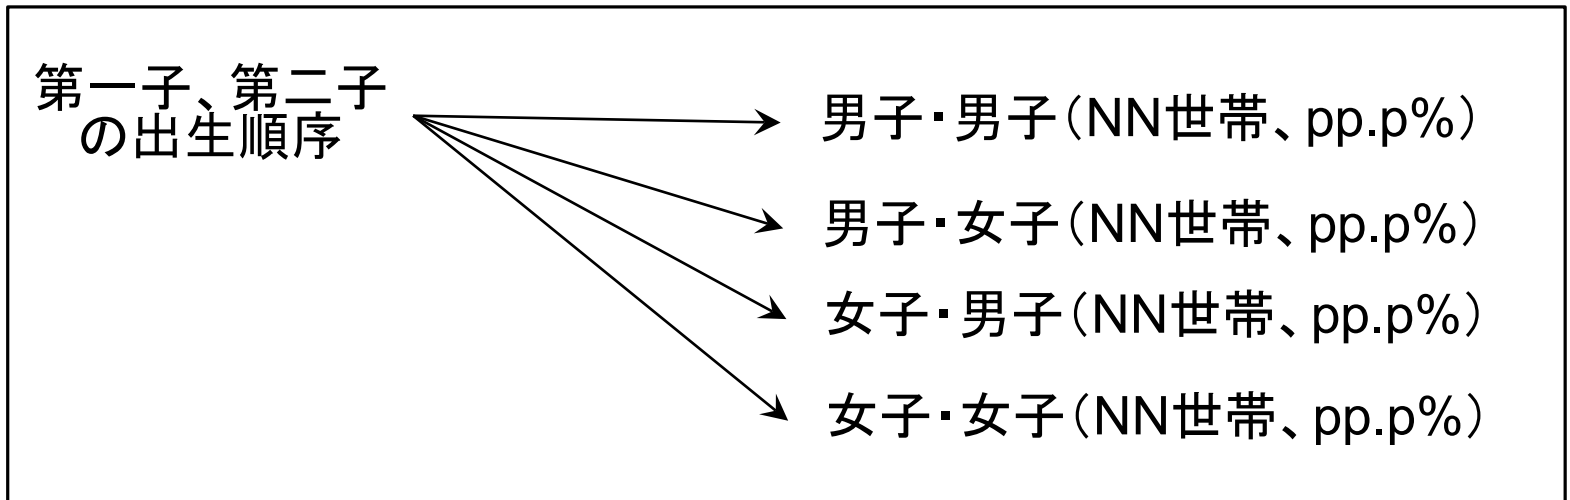 第一子、第二子
の出生順序
男子・男子（NN世帯、pp.p%）
男子・女子（NN世帯、pp.p%）
女子・男子（NN世帯、pp.p%）
女子・女子（NN世帯、pp.p%）